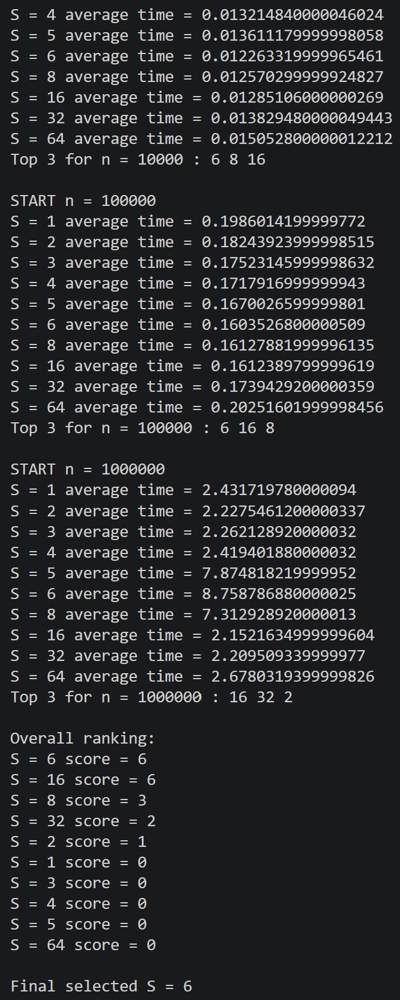 S = 4 average time = 0.013214840000046024
S = 5 average time = 0.013611179999998058
S = 6 average time = 0.012263319999965461
S = 8 average time = 0.012570299999924827
S = 16 average time = 0.01285106000000269
S = 32 average time = 0.013829480000049443
S = 64 average time = 0.015052800000012212
Top 3 for n = 10000 : 6 8 16
START n = 100000
S = 1 average time = 0.1986014199999772
S = 2 average time = 0.18243923999998515
S = 3 average time = 0.17523145999998632
S = 4 average time = 0.1717916999999943
S = 5 average time = 0.1670026599999801
S = 6 average time = 0.1603526800000509
S = 8 average time = 0.16127881999996135
S = 16 average time = 0.1612389799999619
S = 32 average time = 0.1739429200000359
S = 64 average time = 0.20251601999998456
Top 3 for n = 100000 : 6 16 8
START n = 1000000
S = 1 average time = 2.431719780000094
S = 2 average time = 2.2275461200000337
S = 3 average time = 2.262128920000032
S = 4 average time = 2.419401880000032
S = 5 average time = 7.874818219999952
S = 6 average time = 8.758786880000025
S = 8 average time = 7.312928920000013
S = 16 average time = 2.1521634999999604
S = 32 average time = 2.209509339999977
S = 64 average time = 2.6780319399999826
Top 3 for n = 1000000 : 16 32 2
Overall ranking:
S = 6 score = 6
S = 16 score = 6
S = 8 score = 3
S = 32 score = 2
S = 2 score = 1
S = 1 score = 0
S = 3 score = 0
S = 4 score = 0
S = 5 score = 0
S = 64 score = 0
Final selected S = 6